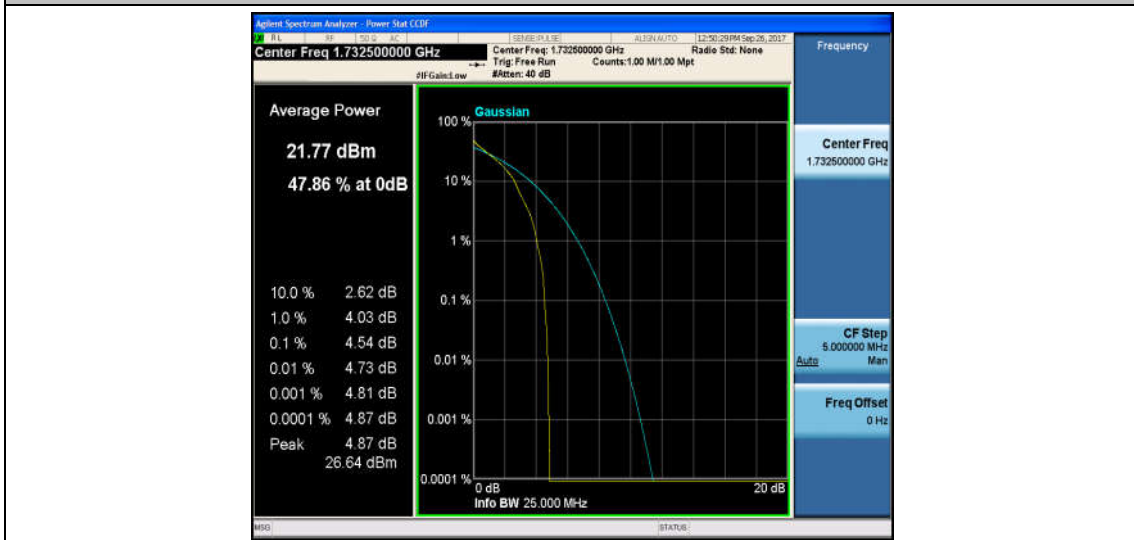 Agilent Spectrum Analyzer - Power Stat CCDF
RL RF 50 Ω AC SENSE:PULSE ALIGN AUTO 12:50:29 PM Sep 26, 2017
Center Freq 1.732500000 GHz
Center Freq: 1.732500000 GHz Radio Std: None
Trig: Free Run Counts:1.00 M/1.00 Mpt
#IFGain:Low #Atten: 40 dB
Frequency
Average Power
21.77 dBm
47.86 % at 0dB
10.0 % 2.62 dB
1.0 % 4.03 dB
0.1 % 4.54 dB
0.01 % 4.73 dB
0.001 % 4.81 dB
0.0001 % 4.87 dB
Peak 4.87 dB
26.64 dBm
Gaussian
100 %
10 %
1 %
0.1 %
0.01 %
0.001 %
0.0001 %
0 dB 20 dB
Info BW 25.000 MHz
Center Freq
1.732500000 GHz
CF Step
5.000000 MHz
Auto Man
Freq Offset
0 Hz
MSG STATUS